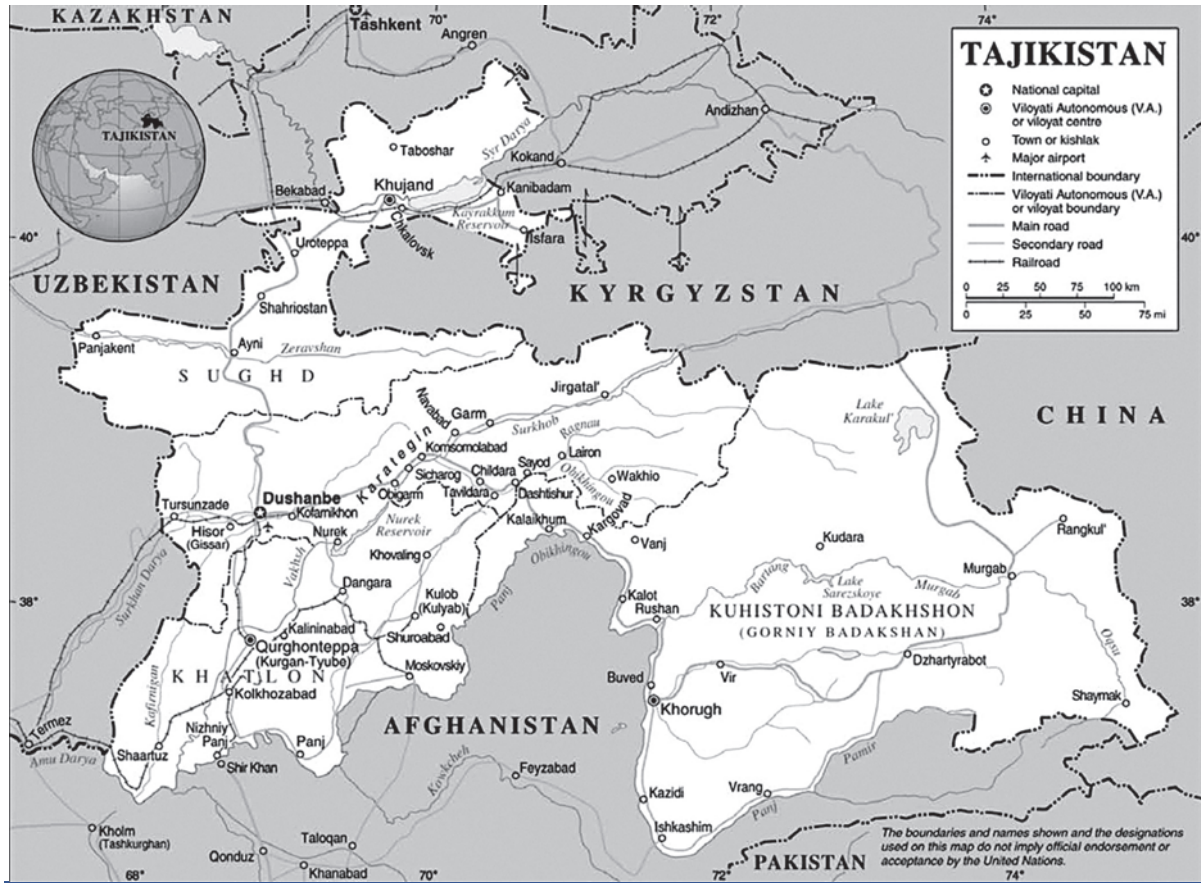 KAZAKHSTAN
70
72
74
Tashkent
Angren
TAJIKISTAN
National capital
Viloyati Autonomous (V.A.)
or viloyat centre
Town or kishlak
Major airport
International boundary
Viloyati Autonomous (V.A.)
or viloyat boundary
Main road
Secondary road
Railroad
0 25 50 75 100 km
0 25 50 75 mi
TAJIKISTAN
Andizhan
Taboshar
Syr Darya
Kokand
Bekabad
Khujand
Kanibadam
Chkalovsk
Kayrakkum
Reservoir
Isfara
40
40
Uroteppa
UZBEKISTAN
KYRGYZSTAN
Shahriostan
Panjakent
Ayni
Zeravshan
SUGHD
Jirgatal'
Lake
Karakul'
CHINA
Navabad
Garm
Surkhob
Ragnau
Karategin
Komsomolabad
Sicharog
Childara
Sayod
Lairon
Obikhingou
Wakhio
Obigarm
Tavildara
Dashtishur
Tursunzade
Dushanbe
Kofarnikhon
Hisor
(Gissar)
Nurek
Nurek
Reservoir
Kalaikhum
Kargovad
Vanj
Rangkul'
Kudara
Khovaling
Obikhingou
Surkhan Darya
Vakhsh
Dangara
Panj
Bartang
Lake
Sarezskoye
Murgab
Murgab
38
38
Kulob
(Kulyab)
Kalot
Rushan
KUHISTONI BADAKHSHON
(GORNIY BADAKSHAN)
Kalininabad
Shuroabad
Qurghonteppa
(Kurgan-Tyube)
Moskovskiy
Oqsu
Dzhartyrabot
KHATLON
Buved
Vir
Kolkhozabad
Kafirnigan
Khorugh
Shaymak
AFGHANISTAN
Termez
Nizhniy
Panj
Amu Darya
Shaartuz
Panj
Shir Khan
Kowkcheh
Feyzabad
Pamir
Kazidi
Vrang
Panj
Ishkashim
Kholm
(Tashkurghan)
Taloqan
Qonduz
Khanabad
PAKISTAN
The boundaries and names shown and the designations
used on this map do not imply official endorsement or
acceptance by the United Nations.
68
70
72
74